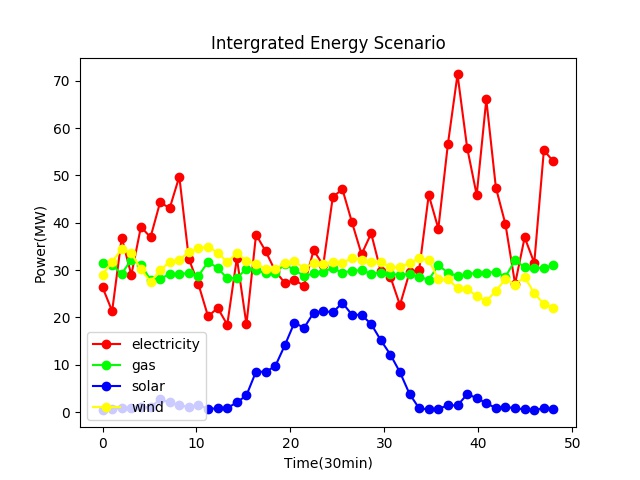 Intergrated Energy Scenario
Power(MW)
70
60
50
40
30
20
10
0
electricity
gas
solar
wind
0 10 20 30 40 50
Time(30min)